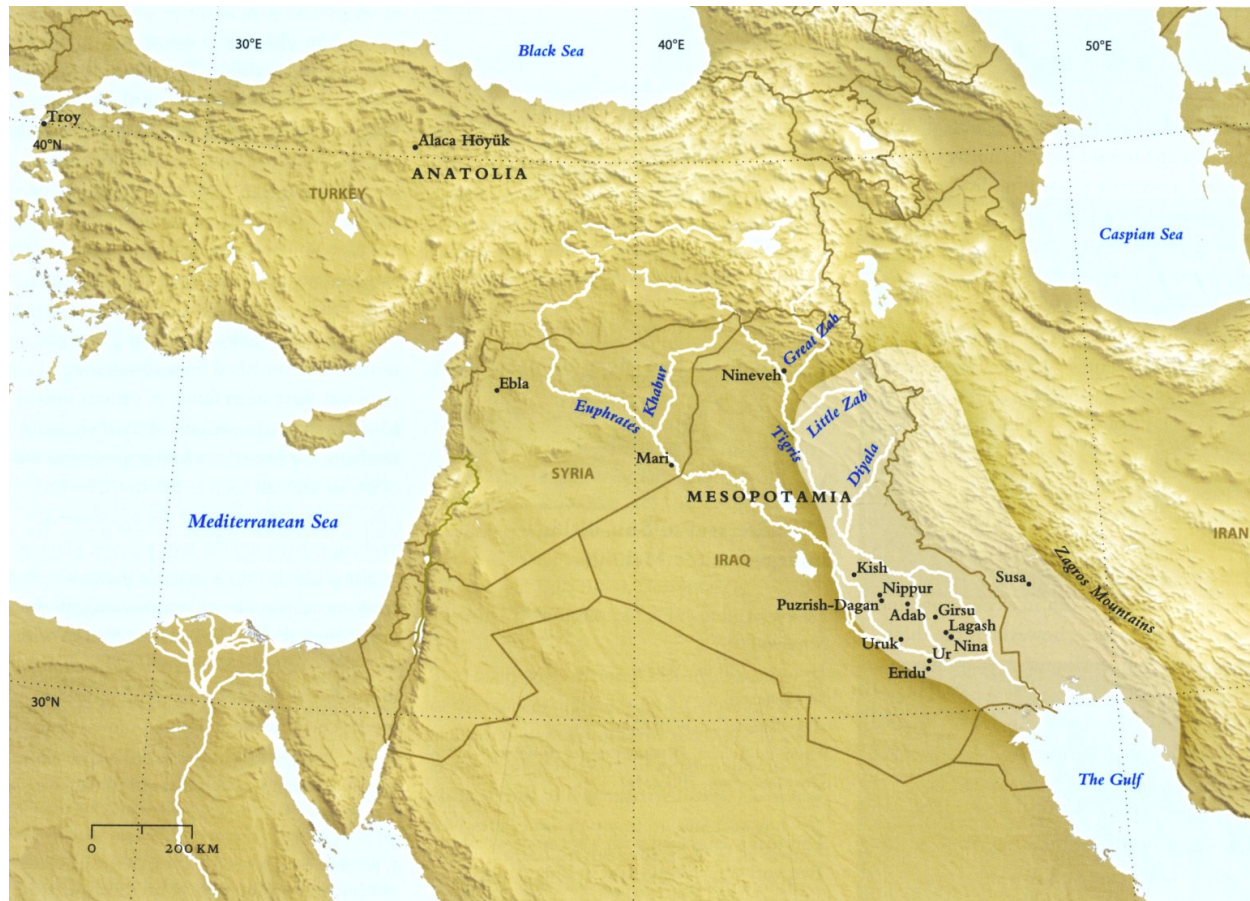 30°E
Black Sea
40°E
50°E
Troy
40°N
Alaca Höyük
ANATOLIA
TURKEY
Caspian Sea
Great Zab
Nineveh
Ebla
Khabur
Euphrates
Little Zab
Tigris
Diyala
Mari
SYRIA
MESOPOTAMIA
Mediterranean Sea
IRAQ
IRAN
Zagros Mountains
Kish
Susa
Nippur
Puzrish-Dagan
Adab
Girsu
Lagash
Uruk
Nina
Ur
Eridu
30°N
The Gulf
0 200 KM